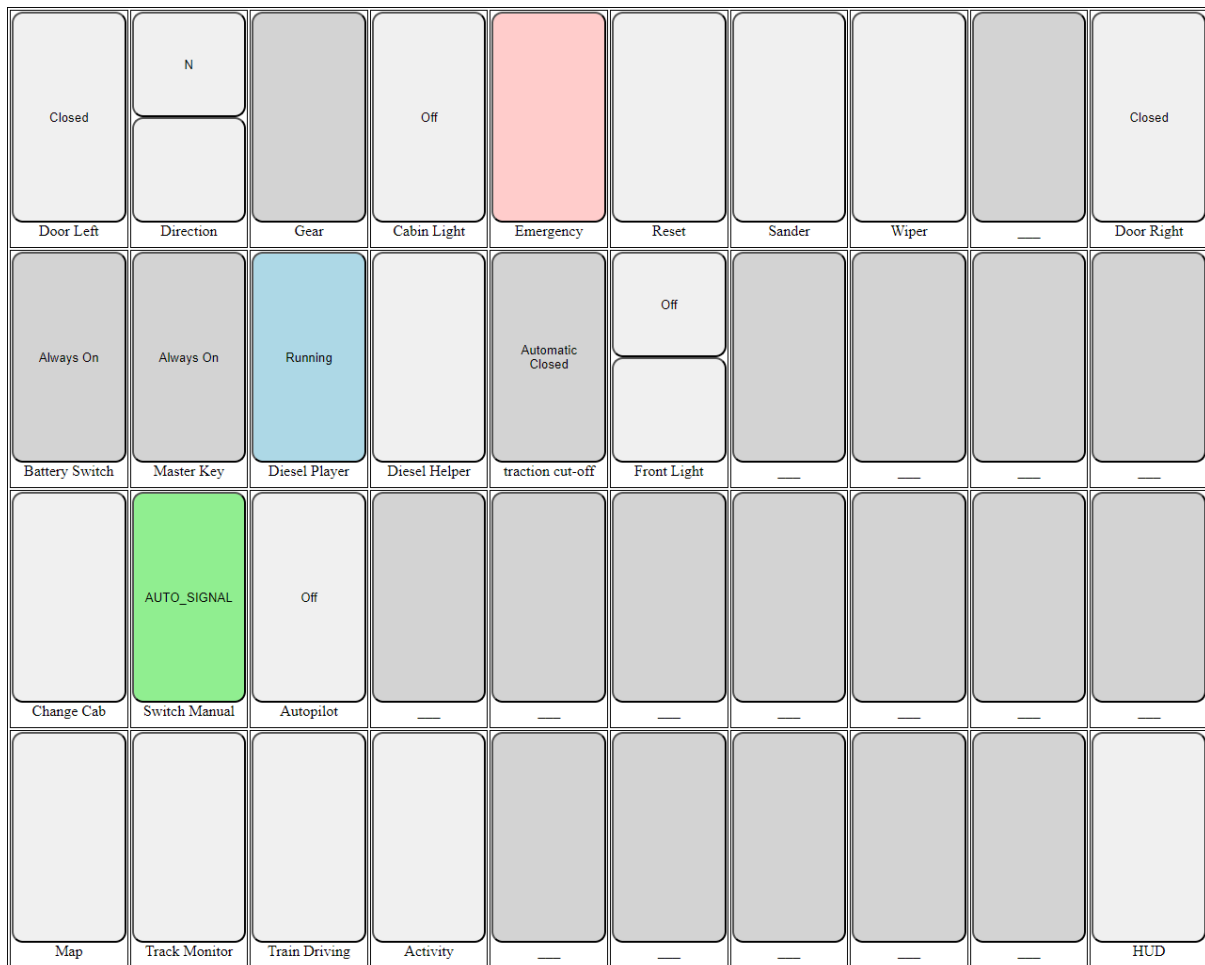 Closed
N
Off
Closed
Door Left
Direction
Gear
Cabin Light
Emergency
Reset
Sander
Wiper
___
Door Right
Always On
Always On
Running
Automatic
Closed
Off
Battery Switch
Master Key
Diesel Player
Diesel Helper
traction cut-off
Front Light
___
___
___
___
AUTO_SIGNAL
Off
Change Cab
Switch Manual
Autopilot
___
___
___
___
___
___
___
Map
Track Monitor
Train Driving
Activity
___
___
___
___
___
HUD